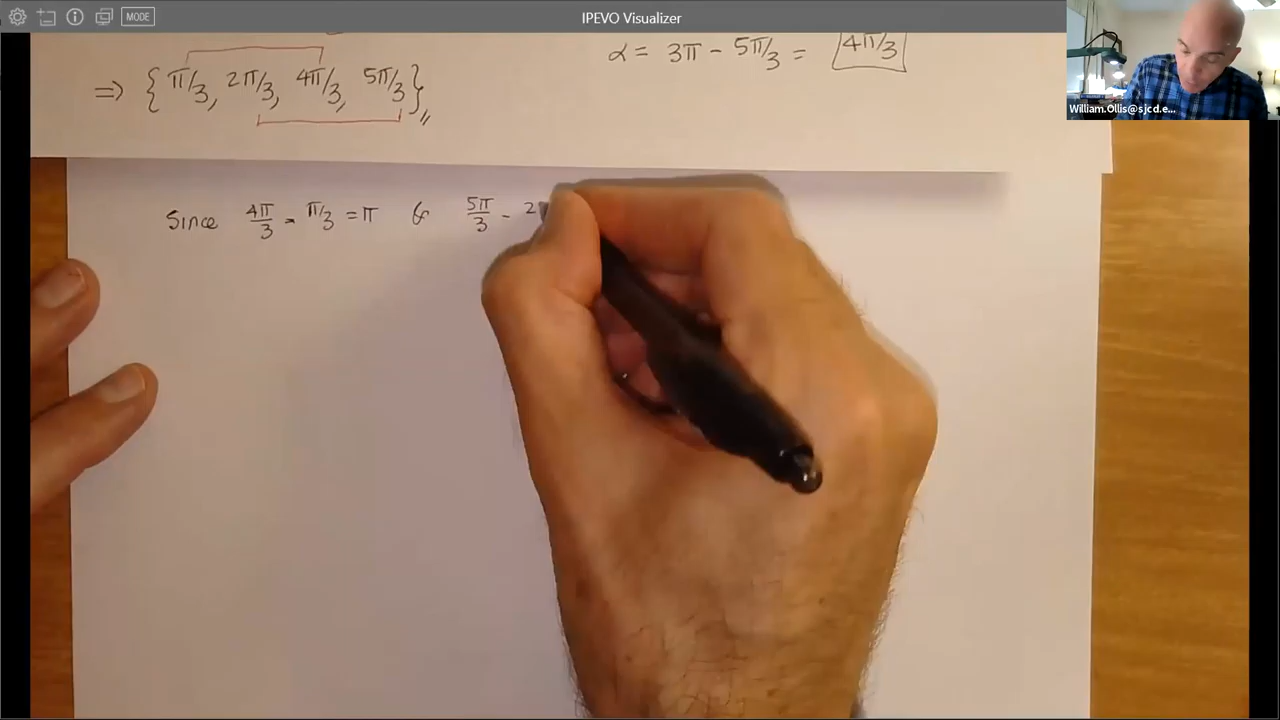 MODE
IPEVO Visualizer
α = 3π − 5π/3 = 4π/3
⇒ {π/3, 2π/3, 4π/3, 5π/3}
William.Ollis@sjcd.e...
Since 4π/3 - π/3 = π & 5π/3 - 2